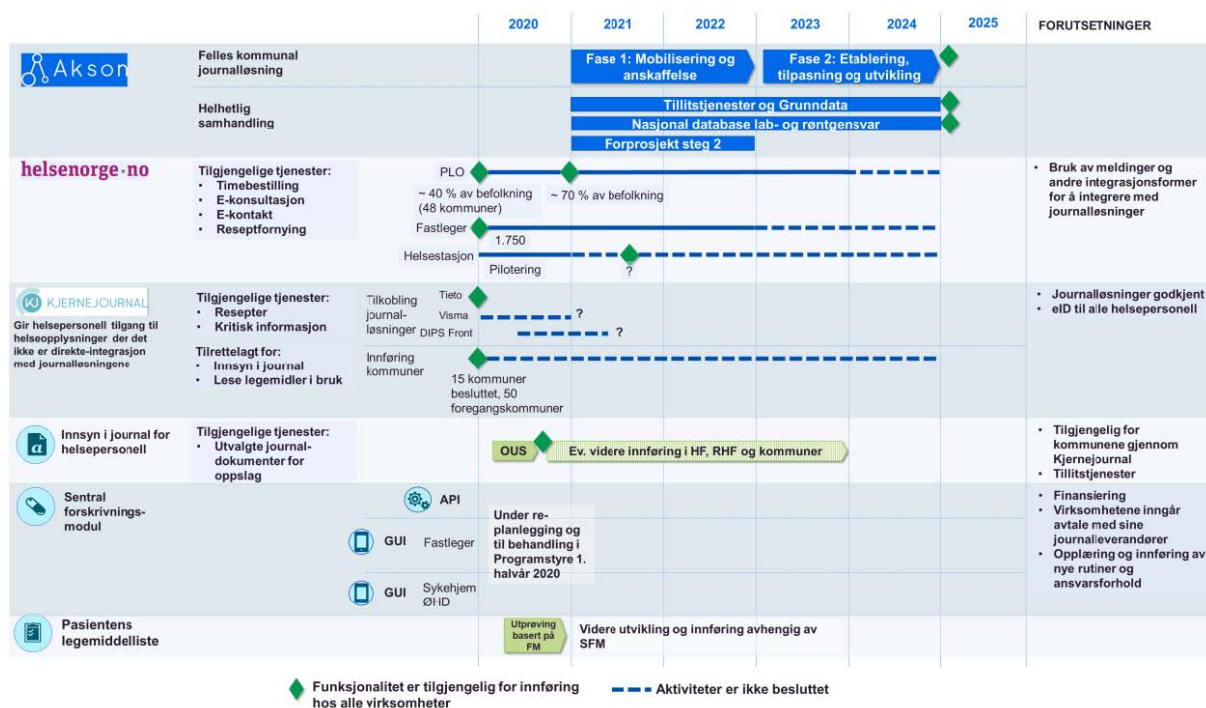 2020 2021 2022 2023 2024 2025 FORUTSETNINGER
Akson
Felles kommunal
journalløsning
Fase 1: Mobilisering og
anskaffelse
Fase 2: Etablering,
tilpasning og utvikling
Helhetlig
samhandling
Tillitstjenester og Grunndata
Nasjonal database lab- og røntgensvar
Forprosjekt steg 2
helsenorge.no
Tilgjengelige tjenester:
• Timebestilling
• E-konsultasjon
• E-kontakt
• Reseptfornying
PLO
~ 40 % av befolkning
(48 kommuner)
~ 70 % av befolkning
Fastleger
1.750
Helsestasjon
Pilotering
?
• Bruk av meldinger og
andre integrasjonsformer
for å integrere med
journalløsninger
KJ KJERNEJOURNAL
Gir helsepersonell tilgang til
helseopplysninger der det
ikke er direkte-integrasjon
med journalløsningene
Tilgjengelige tjenester:
• Resepter
• Kritisk informasjon
Tilrettelagt for:
• Innsyn i journal
• Lese legemidler i bruk
Tilkobling
journal-
løsninger
Tieto
Visma
?
DIPS Front
?
Innføring
kommuner
15 kommuner
besluttet, 50
foregangskommuner
• Journalløsninger godkjent
• eID til alle helsepersonell
a
Innsyn i journal for
helsepersonell
Tilgjengelige tjenester:
• Utvalgte journal-
dokumenter for
oppslag
OUS
Ev. videre innføring i HF, RHF og kommuner
• Tilgjengelig for
kommunene gjennom
Kjernejournal
• Tillitstjenester
Sentral
forskrivnings-
modul
API
GUI Fastleger
GUI Sykehjem
ØHD
Under re-
planlegging og
til behandling i
Programstyre 1.
halvår 2020
• Finansiering
• Virksomhetene inngår
avtale med sine
journalleverandører
• Opplæring og innføring av
nye rutiner og
ansvarsforhold
Pasientens
legemiddelliste
Utprøving
basert på
FM
Videre utvikling og innføring avhengig av
SFM
Funksjonalitet er tilgjengelig for innføring
hos alle virksomheter
Aktiviteter er ikke besluttet